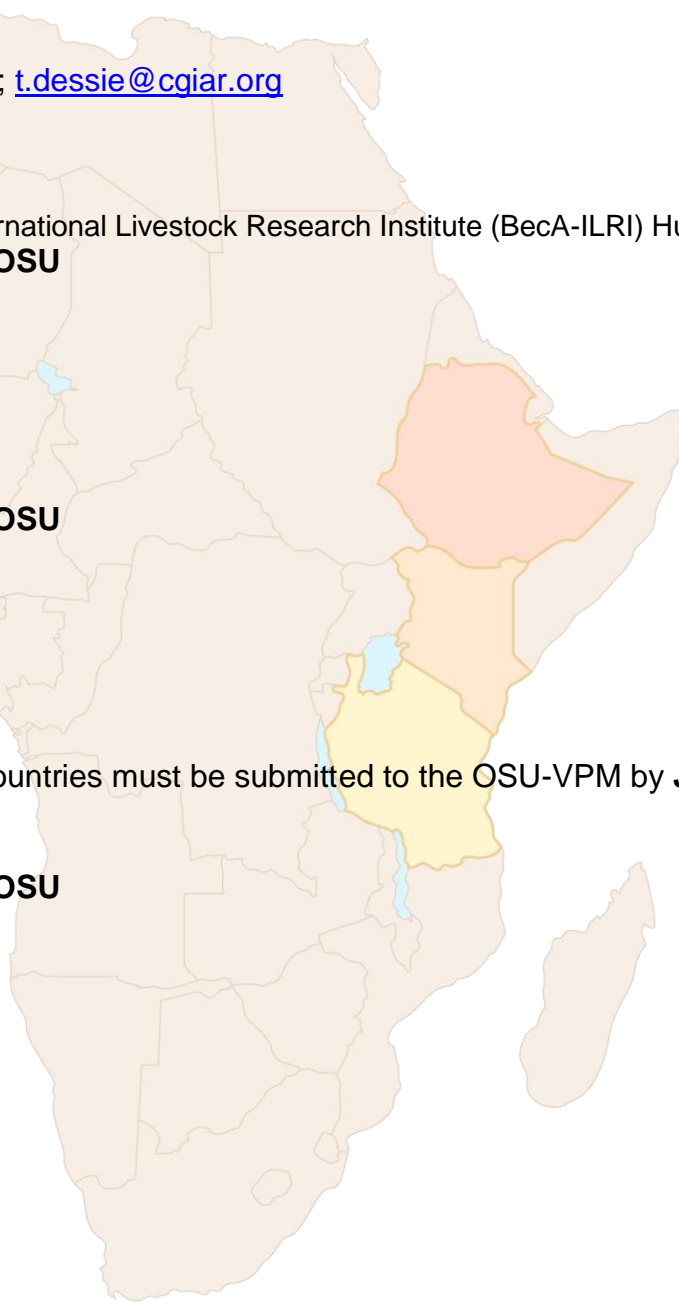 ; t.dessie@cgiar.org
rnational Livestock Research Institute (BecA-ILRI) Hu
OSU
OSU
ountries must be submitted to the OSU-VPM by J
OSU